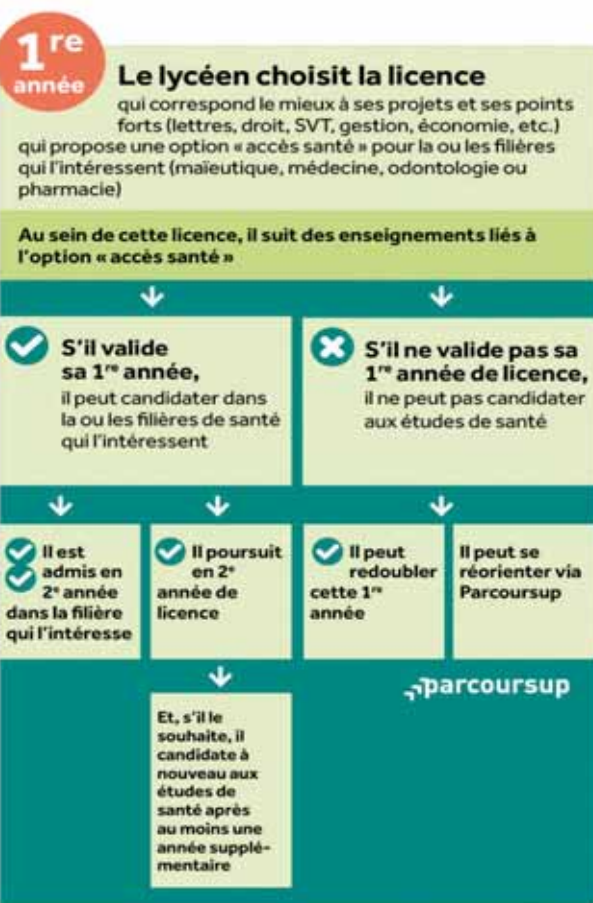 1re
année
Le lycéen choisit la licence
qui correspond le mieux à ses projets et ses points
forts (lettres, droit, SVT, gestion, économie, etc.)
qui propose une option « accès santé » pour la ou les filières
qui l'intéressent (maïeutique, médecine, odontologie ou
pharmacie)
Au sein de cette licence, il suit des enseignements liés à
l'option « accès santé »
S'il valide
sa 1re année,
il peut candidater dans
la ou les filières de santé
qui l'intéressent
S'il ne valide pas sa
1re année de licence,
il ne peut pas candidater
aux études de santé
Il est
admis en
2e année
dans la filière
qui l'intéresse
Il poursuit
en 2e
année de
licence
Il peut
redoubler
cette 1re
année
Il peut se
réorienter via
Parcoursup
parcoursup
Et, s'il le
souhaite, il
candidate à
nouveau aux
études de
santé après
au moins une
année supplé-
mentaire